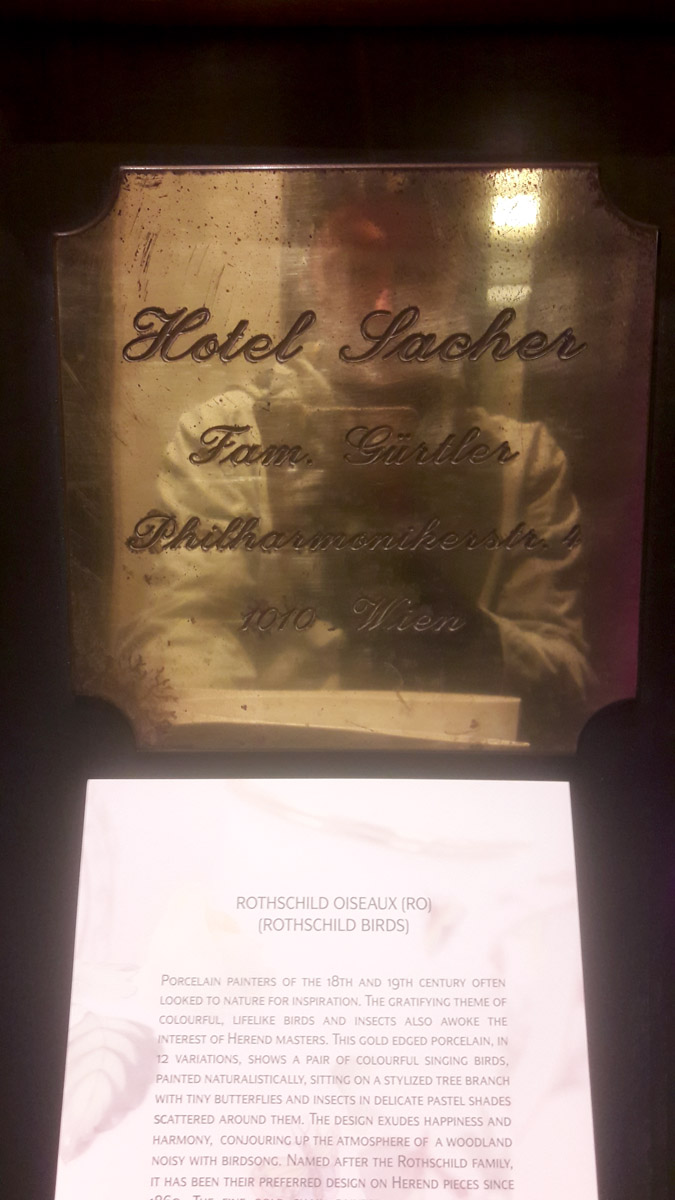 Hotel Sacher
Fam. Gürtler
Philharmonikerstr. 4
1010 Wien
ROTHSCHILD OISEAUX (RO)
(ROTHSCHILD BIRDS)
PORCELAIN PAINTERS OF THE 18TH AND 19TH CENTURY OFTEN
LOOKED TO NATURE FOR INSPIRATION. THE GRATIFYING THEME OF
COLOURFUL, LIFELIKE BIRDS AND INSECTS ALSO AWOKE THE
INTEREST OF HEREND MASTERS. THIS GOLD EDGED PORCELAIN, IN
12 VARIATIONS, SHOWS A PAIR OF COLOURFUL SINGING BIRDS,
PAINTED NATURALISTICALLY, SITTING ON A STYLIZED TREE BRANCH
WITH TINY BUTTERFLIES AND INSECTS IN DELICATE PASTEL SHADES
SCATTERED AROUND THEM. THE DESIGN EXUDES HAPPINESS AND
HARMONY, CONJOURING UP THE ATMOSPHERE OF A WOODLAND
NOISY WITH BIRDSONG. NAMED AFTER THE ROTHSCHILD FAMILY,
IT HAS BEEN THEIR PREFERRED DESIGN ON HEREND PIECES SINCE